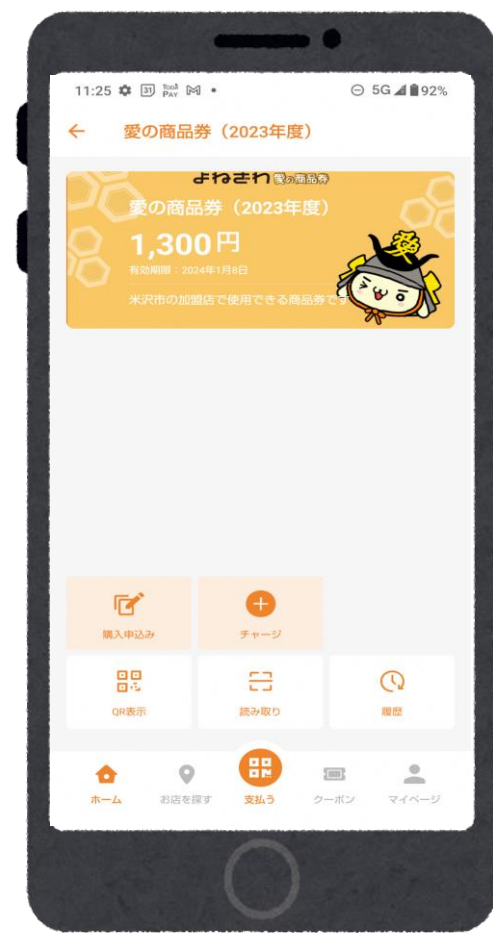 11:25 31 TooA PAY 5G 92%
愛の商品券（2023年度）
よねざわ 愛の商品券
愛の商品券（2023年度）
1,300円
有効期限：2024年1月8日
米沢市の加盟店で使用できる商品券です
愛
購入申込み チャージ
QR表示 読み取り 履歴
ホーム お店を探す 支払う クーポン マイページ